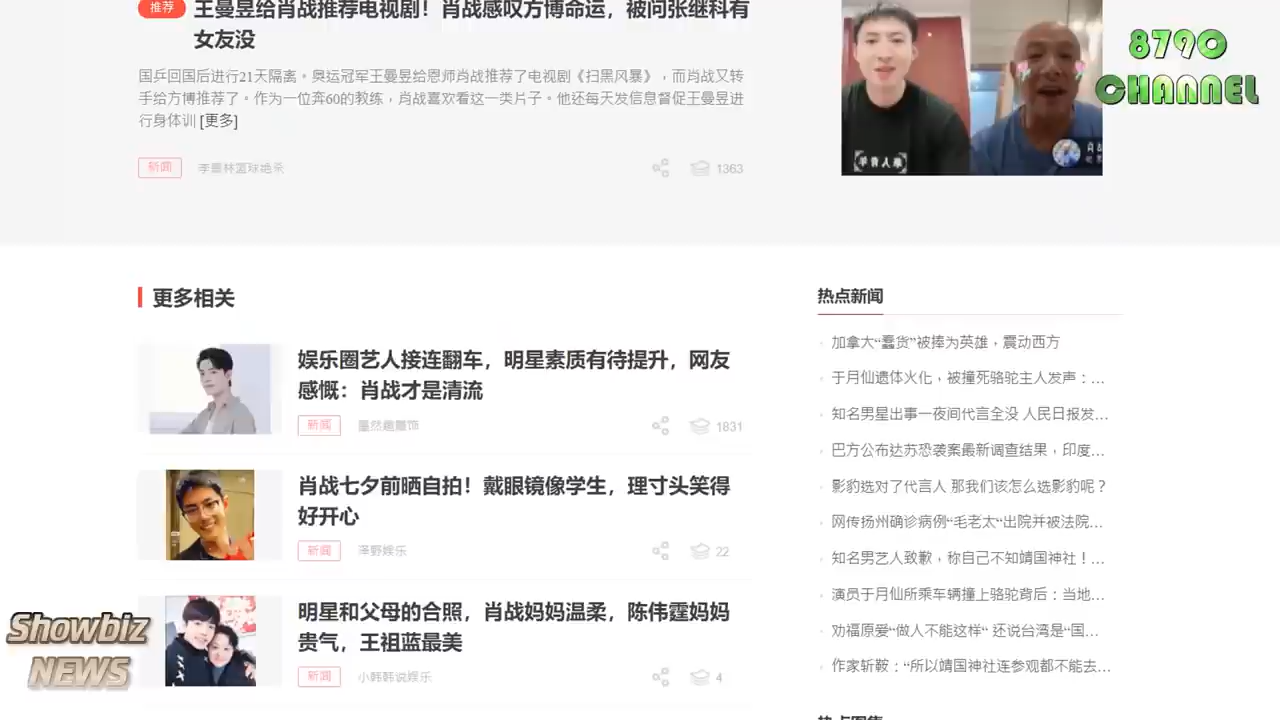 推荐
王曼昱给肖战推荐电视剧！肖战感叹方博命运，被问张继科有
女友没
国乒回国后进行21天隔离。奥运冠军王曼昱给恩师肖战推荐了电视剧《扫黑风暴》，而肖战又转
手给方博推荐了。作为一位奔60的教练，肖战喜欢看这一类片子。他还每天发信息督促王曼昱进
行身体训 [更多]
新闻
1363
8790
CHANNEL
更多相关
娱乐圈艺人接连翻车，明星素质有待提升，网友
感慨：肖战才是清流
新闻
1831
肖战七夕前晒自拍！戴眼镜像学生，理寸头笑得
好开心
新闻 泽野娱乐
22
明星和父母的合照，肖战妈妈温柔，陈伟霆妈妈
贵气，王祖蓝最美
新闻 小韩韩说娱乐
4
热点新闻
加拿大“蠢货”被捧为英雄，震动西方
于月仙遗体火化，被撞死骆驼主人发声：...
知名男星出事一夜间代言全没 人民日报发...
巴方公布达苏恐袭案最新调查结果，印度...
影豹选对了代言人 那我们该怎么选影豹呢？
网传扬州确诊病例“毛老太“出院并被法院...
知名男艺人致歉，称自己不知靖国神社！...
演员于月仙所乘车辆撞上骆驼背后：当地...
劝福原爱“做人不能这样“ 还说台湾是“国...
作家斩鞍：“所以靖国神社连参观都不能去...
Showbiz
NEWS